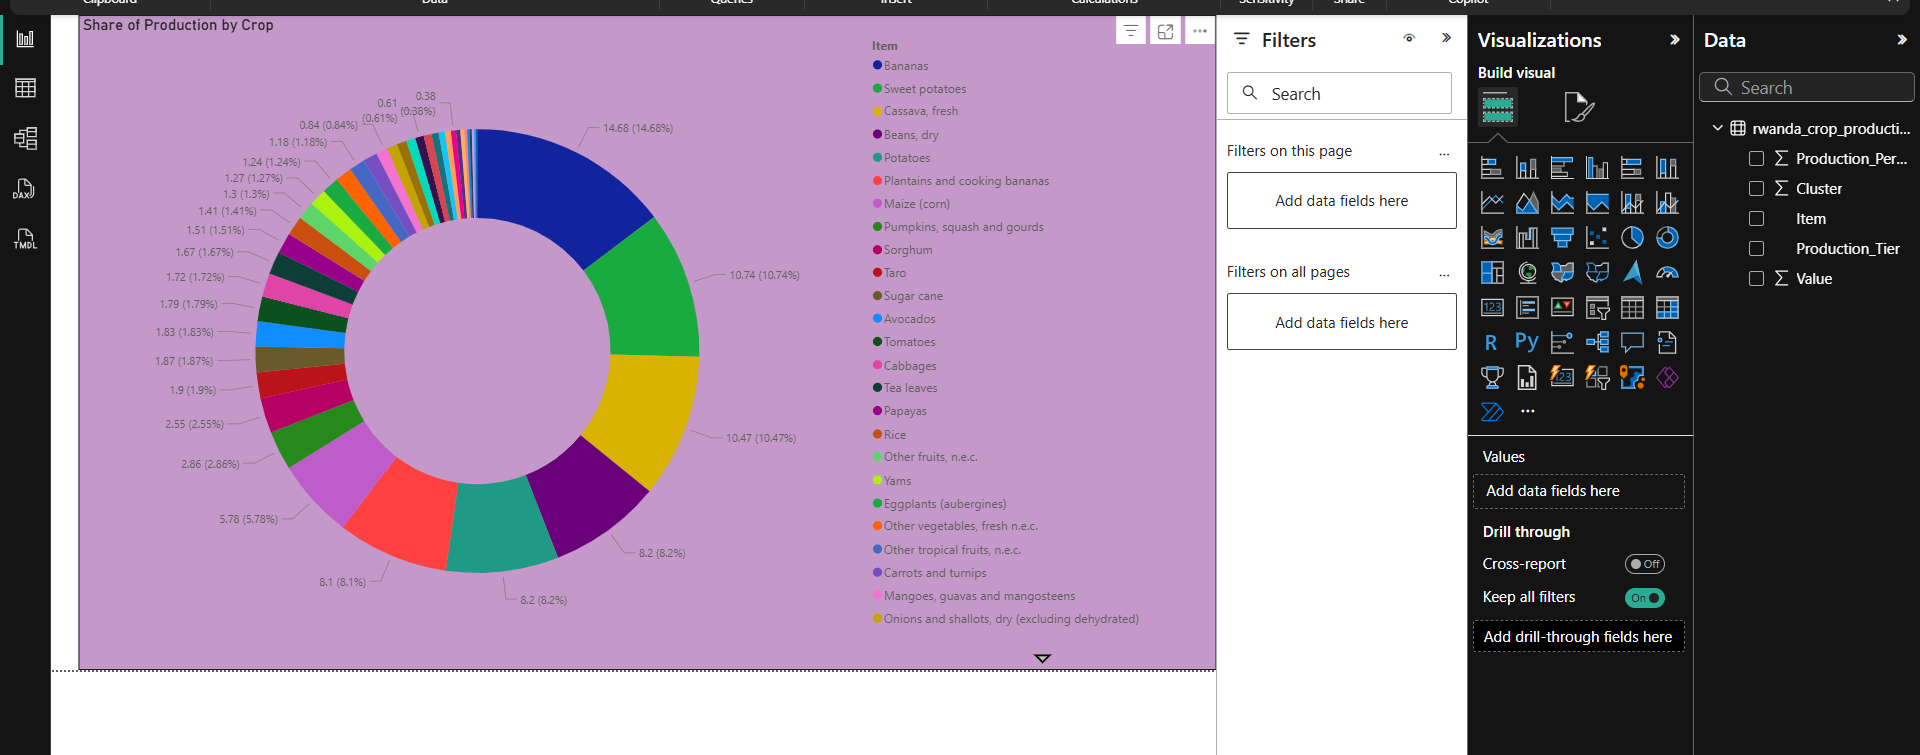 Clipboard
Data
Queries
Insert
Calculations
Sensitivity
Share
Copilot
Share of Production by Crop
DAX
TMDL
0.38
0.61
(0.38%)
(0.61%)
0.84 (0.84%)
1.18 (1.18%)
1.24 (1.24%)
1.27 (1.27%)
1.3 (1.3%)
1.41 (1.41%)
1.51 (1.51%)
1.67 (1.67%)
1.72 (1.72%)
1.79 (1.79%)
1.83 (1.83%)
1.87 (1.87%)
1.9 (1.9%)
2.55 (2.55%)
2.86 (2.86%)
5.78 (5.78%)
8.1 (8.1%)
8.2 (8.2%)
8.2 (8.2%)
10.47 (10.47%)
10.74 (10.74%)
14.68 (14.68%)
Item
Bananas
Sweet potatoes
Cassava, fresh
Beans, dry
Potatoes
Plantains and cooking bananas
Maize (corn)
Pumpkins, squash and gourds
Sorghum
Taro
Sugar cane
Avocados
Tomatoes
Cabbages
Tea leaves
Papayas
Rice
Other fruits, n.e.c.
Yams
Eggplants (aubergines)
Other vegetables, fresh n.e.c.
Other tropical fruits, n.e.c.
Carrots and turnips
Mangoes, guavas and mangosteens
Onions and shallots, dry (excluding dehydrated)
Filters
Search
Filters on this page
...
Add data fields here
Filters on all pages
...
Add data fields here
Visualizations
Build visual
123
R
Py
123
...
Values
Add data fields here
Drill through
Cross-report
Off
Keep all filters
On
Add drill-through fields here
Data
Search
rwanda_crop_producti...
Σ Production_Per...
Σ Cluster
Item
Production_Tier
Σ Value